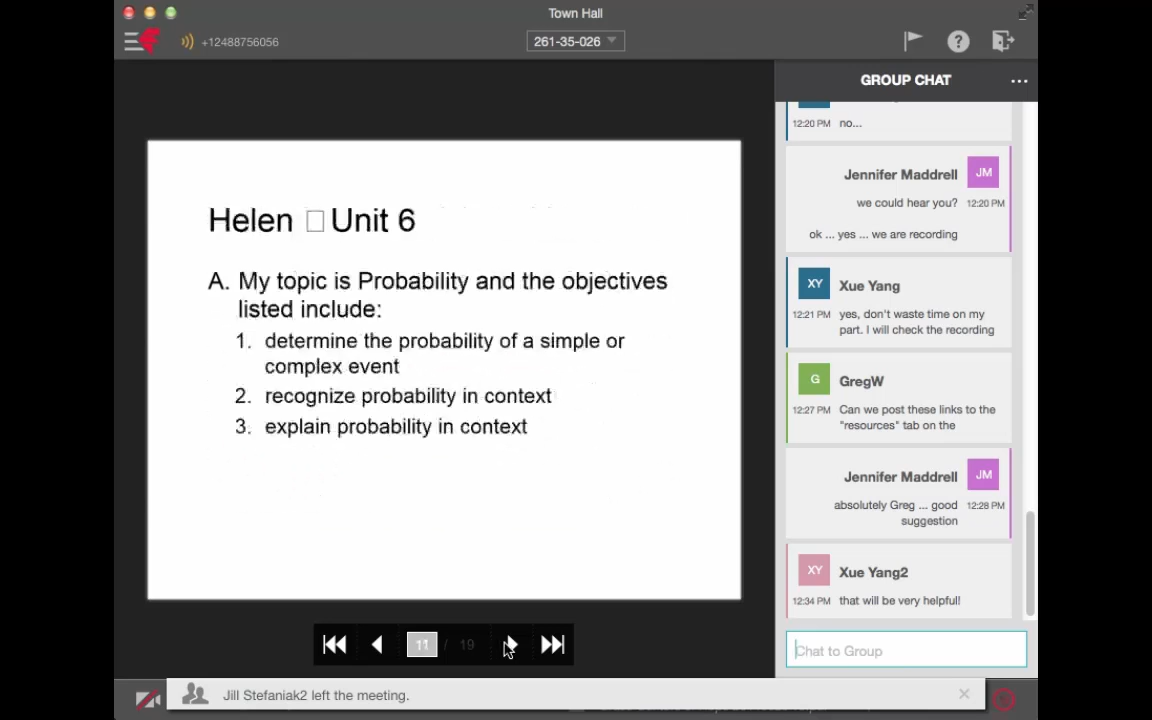 Town Hall
+12488756056
261-35-026
?
GROUP CHAT
Helen □ Unit 6
A. My topic is Probability and the objectives
listed include:
1. determine the probability of a simple or
complex event
2. recognize probability in context
3. explain probability in context
11 / 19
12:20 PM no...
Jennifer Maddrell JM
we could hear you? 12:20 PM
ok ... yes ... we are recording
XY Xue Yang
12:21 PM yes, don't waste time on my
part. I will check the recording
G GregW
12:27 PM Can we post these links to the
"resources" tab on the
Jennifer Maddrell JM
absolutely Greg ... good 12:28 PM
suggestion
XY Xue Yang2
12:34 PM that will be very helpful!
Chat to Group
Jill Stefaniak2 left the meeting.